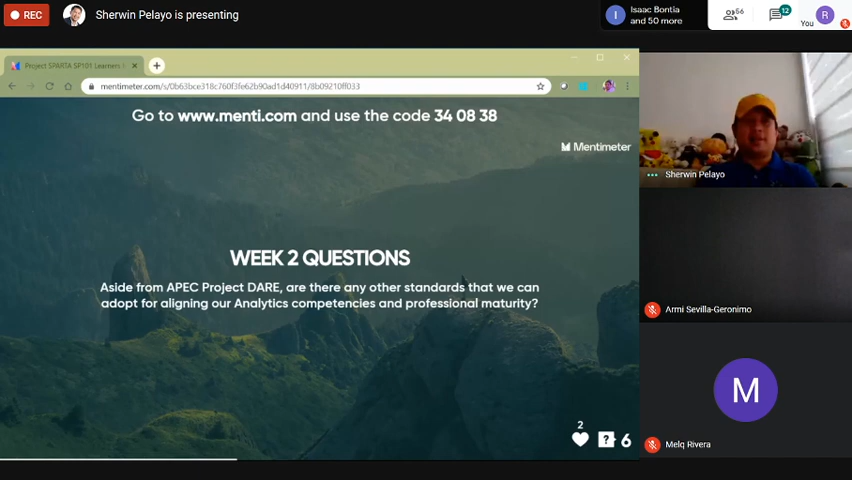 REC
Sherwin Pelayo is presenting
Isaac Bontia
and 50 more
I
56
12
You
R
Project SPARTA SP101 Learners
mentimeter.com/s/0b63bce318c760f3fe62b90ad1d40911/8b09210ff033
Go to www.menti.com and use the code 34 08 38
Mentimeter
WEEK 2 QUESTIONS
Aside from APEC Project DARE, are there any other standards that we can
adopt for aligning our Analytics competencies and professional maturity?
2
? 6
Sherwin Pelayo
Armi Sevilla-Geronimo
M
Melq Rivera